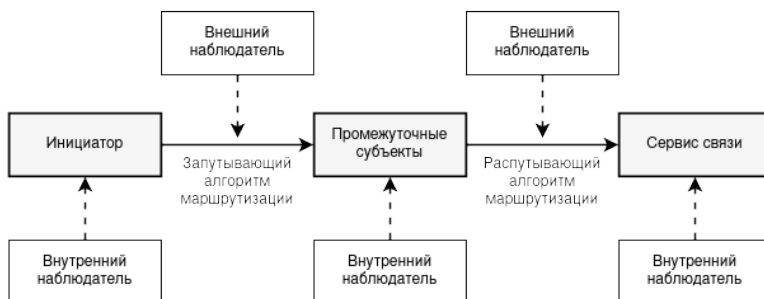 Внешний
наблюдатель
Внешний
наблюдатель
Инициатор
Промежуточные
субъекты
Сервис связи
Запутывающий
алгоритм
маршрутизации
Распутывающий
алгоритм
маршрутизации
Внутренний
наблюдатель
Внутренний
наблюдатель
Внутренний
наблюдатель